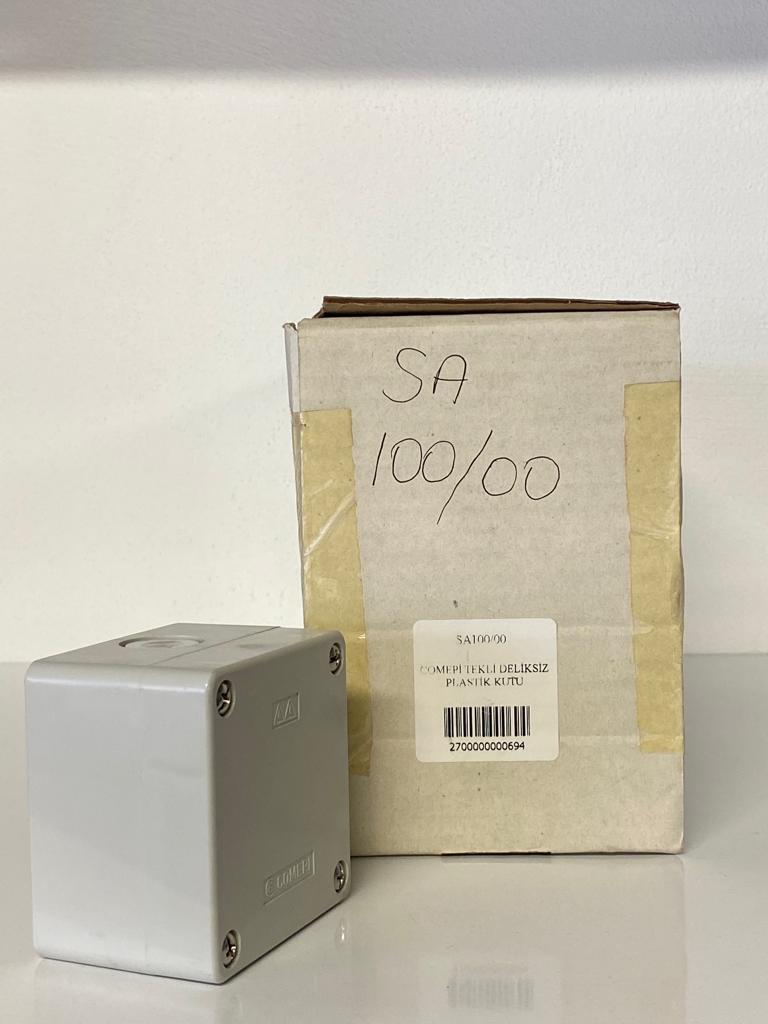 SA
100/00
SA100/00
COMEPİ TEKLİ DELİKSİZ
PLASTİK KUTU
2700000000694
COMEPI